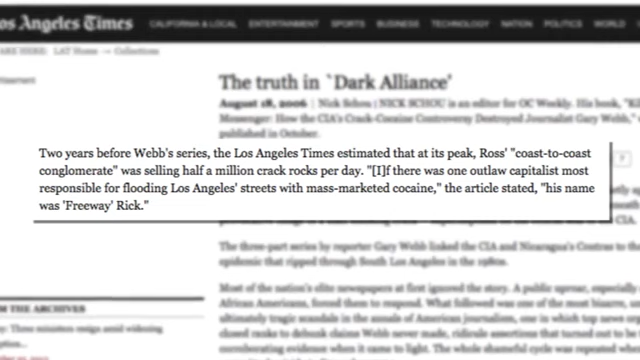 os Angeles Times
CALIFORNIA & LOCAL ENTERTAINMENT SPORTS BUSINESS TECHNOLOGY NATION POLITICS WORLD
ARE HERE: LAT Home → Collections
The truth in `Dark Alliance'
August 18, 2006 | Nick Schou | NICK SCHOU is an editor for OC Weekly. His book, "Kil
Messenger: How the CIA's Crack-Cocaine Controversy Destroyed Journalist Gary Webb,"
published in October.
Two years before Webb's series, the Los Angeles Times estimated that at its peak, Ross' "coast-to-coast
conglomerate" was selling half a million crack rocks per day. "[I]f there was one outlaw capitalist most
responsible for flooding Los Angeles' streets with mass-marketed cocaine," the article stated, "his name
was 'Freeway' Rick."
The three-part series by reporter Gary Webb linked the CIA and Nicaragua's Contras to the
epidemic that ripped through South Los Angeles in the 1980s.
Most of the nation's elite newspapers at first ignored the story. A public uproar, especially
African Americans, forced them to respond. What followed was one of the most bizarre,
ultimately tragic scandals in the annals of American journalism, one in which top news
closed ranks to debunk claims Webb never made, ridicule assertions that turned out to be
corroborating evidence when it came to light. The whole shameful cycle was repeated when
M THE ARCHIVES